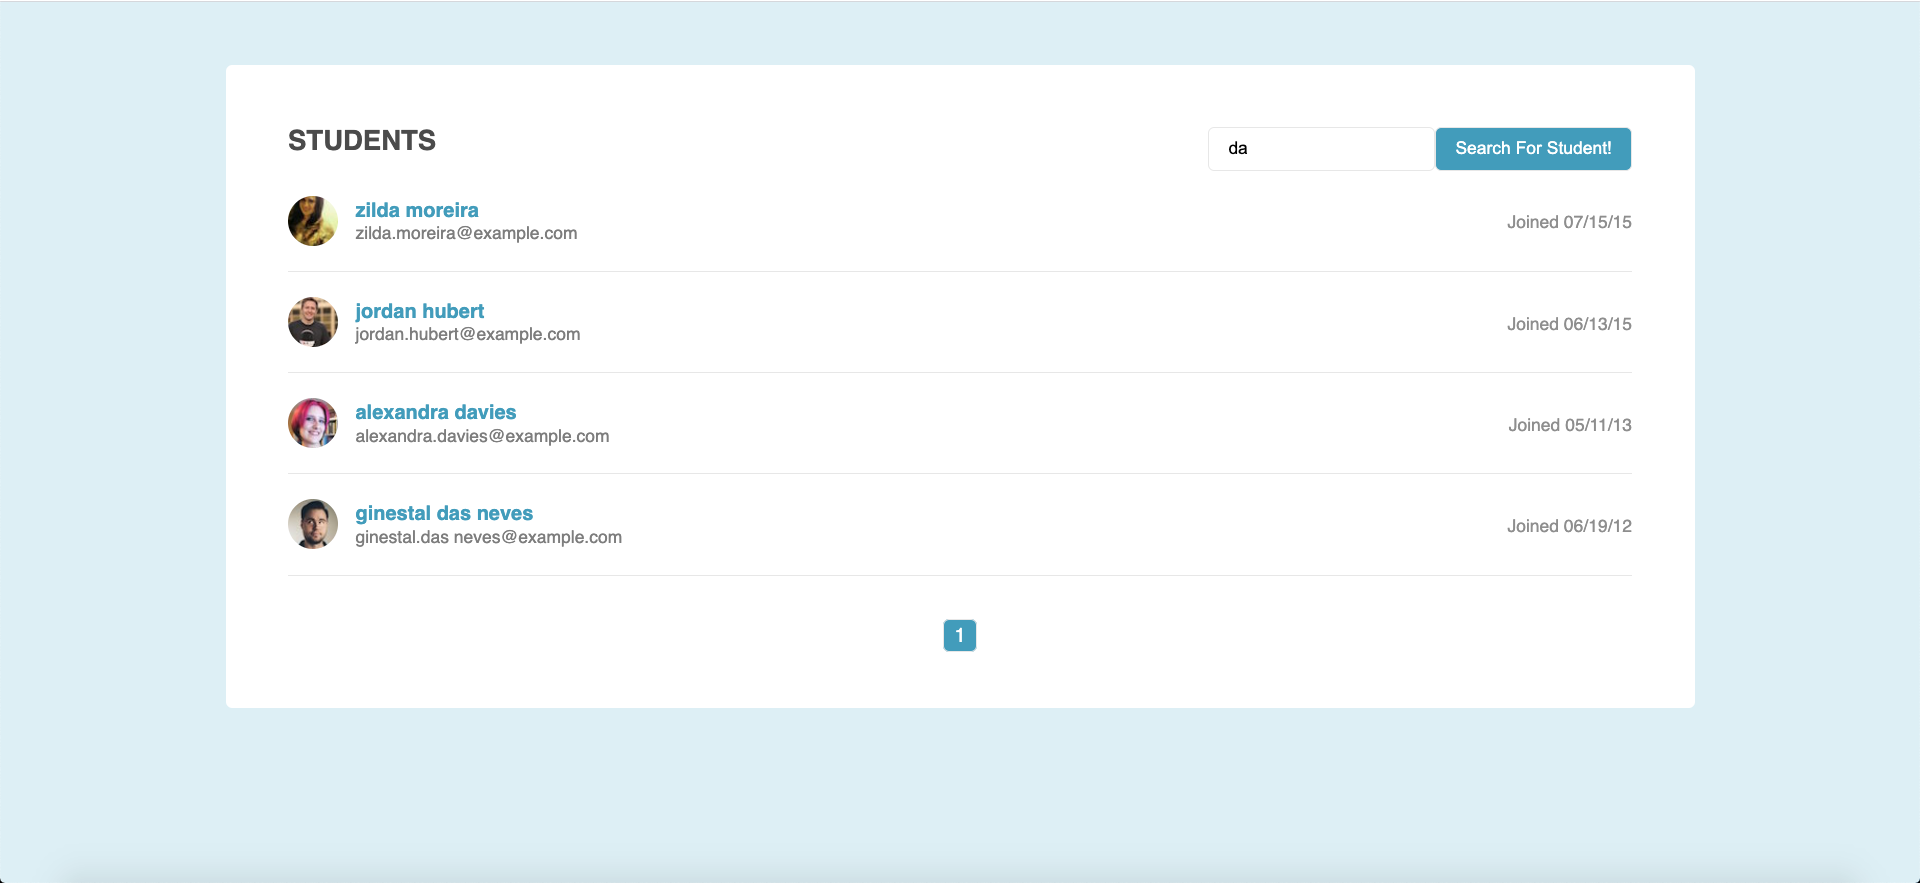 STUDENTS
da
Search For Student!
zilda moreira
zilda.moreira@example.com
Joined 07/15/15
jordan hubert
jordan.hubert@example.com
Joined 06/13/15
alexandra davies
alexandra.davies@example.com
Joined 05/11/13
ginestal das neves
ginestal.das neves@example.com
Joined 06/19/12
1